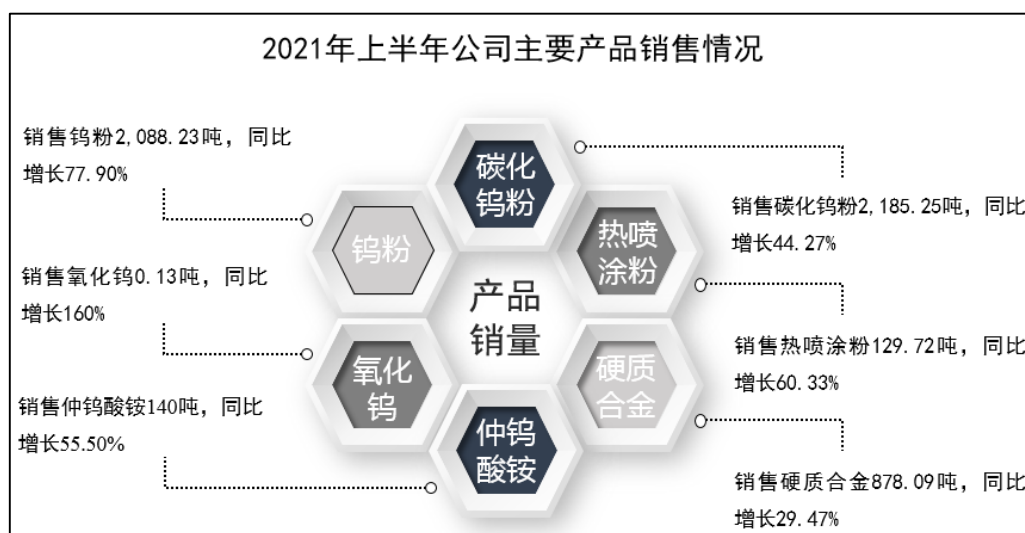 2021年上半年公司主要产品销售情况
销售钨粉2,088.23吨，同比
增长77.90%
销售氧化钨0.13吨，同比
增长160%
销售仲钨酸铵140吨，同比
增长55.50%
碳化
钨粉
钨粉
热喷
涂粉
产品
销量
氧化
钨
硬质
合金
仲钨
酸铵
销售碳化钨粉2,185.25吨，同比
增长44.27%
销售热喷涂粉129.72吨，同比
增长60.33%
销售硬质合金878.09吨，同比
增长29.47%